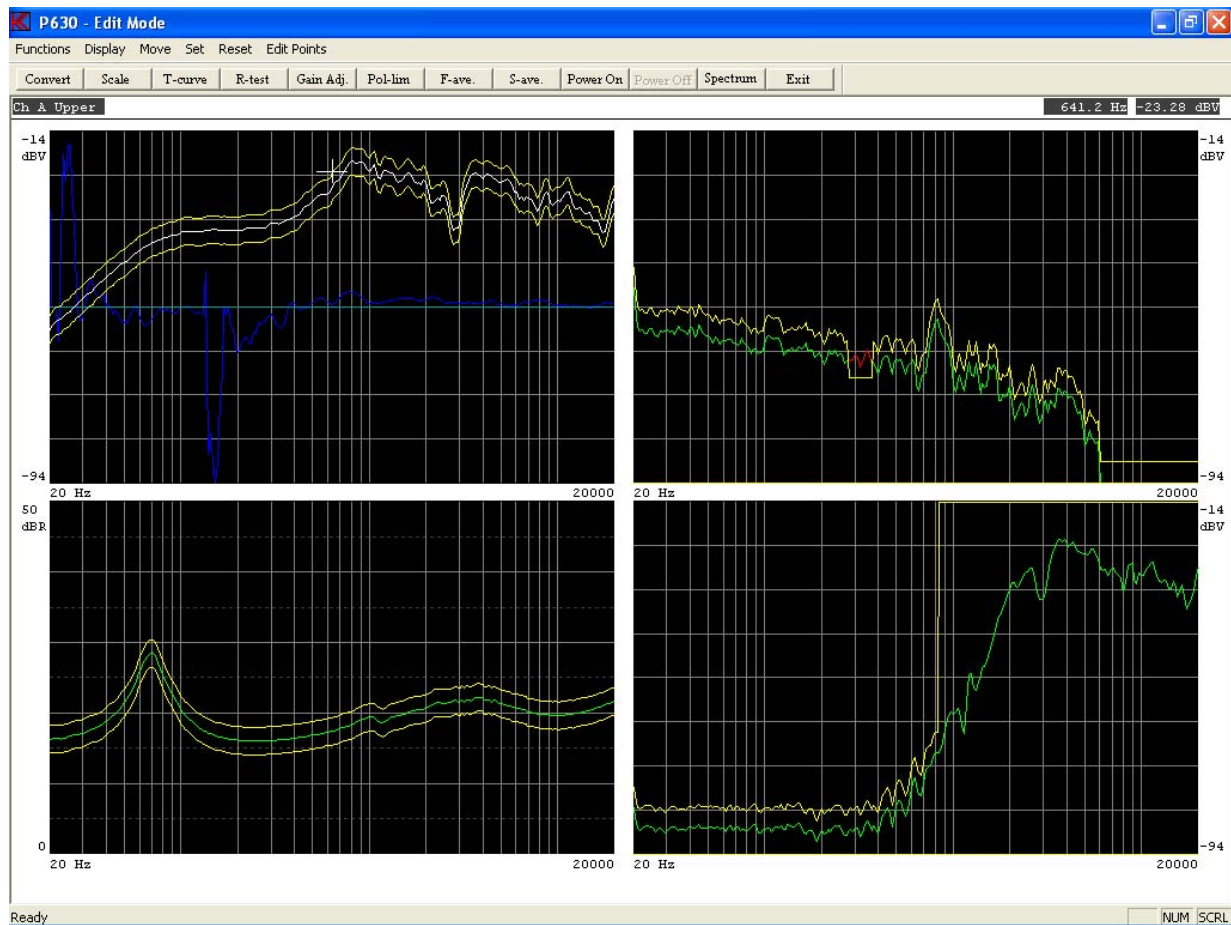 P630 - Edit Mode
Functions Display Move Set Reset Edit Points
Convert Scale T-curve R-test Gain Adj. Pol-lim F-ave. S-ave. Power On Power Off Spectrum Exit
Ch A Upper 641.2 Hz -23.28 dBV
-14
dBV
-94
20 Hz 20000
-14
dBV
-94
20 Hz 20000
50
dBR
0
20 Hz 20000
-14
dBV
-94
20 Hz 20000
Ready NUM SCRL